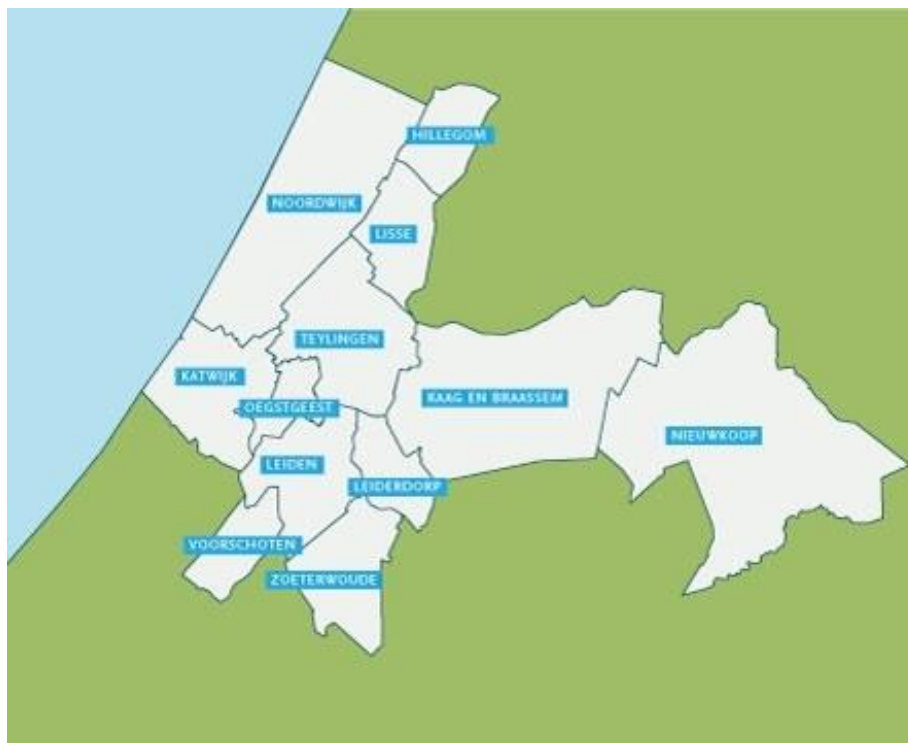 HILLEGOM
NOORDWIJK
LISSE
TEYLINGEN
KATWIJK
KAAG EN BRAASSEM
OEGSTGEEST
NIEUWKOOP
LEIDEN
LEIDERDORP
VOORSCHOTEN
ZOETERWOUDE